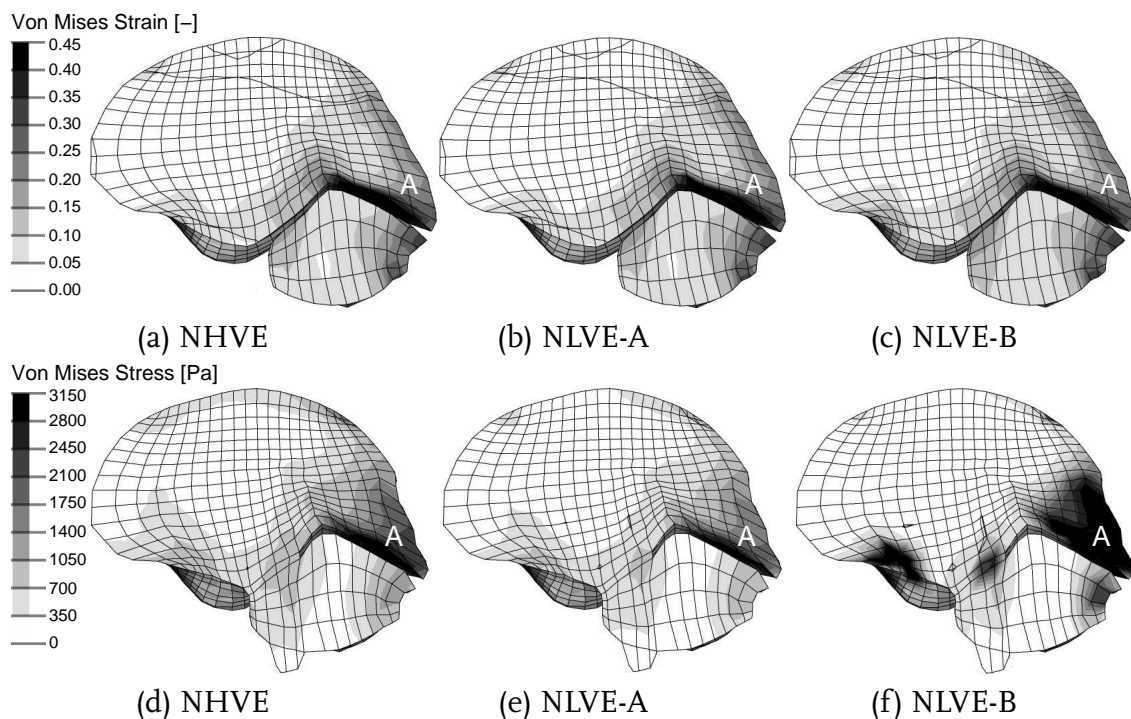 Von Mises Strain [–]
0.45
0.40
0.35
0.30
0.25
0.20
0.15
0.10
0.05
0.00
A
A
A
(a) NHVE
(b) NLVE-A
(c) NLVE-B
Von Mises Stress [Pa]
3150
2800
2450
2100
1750
1400
1050
700
350
0
A
A
A
(d) NHVE
(e) NLVE-A
(f) NLVE-B